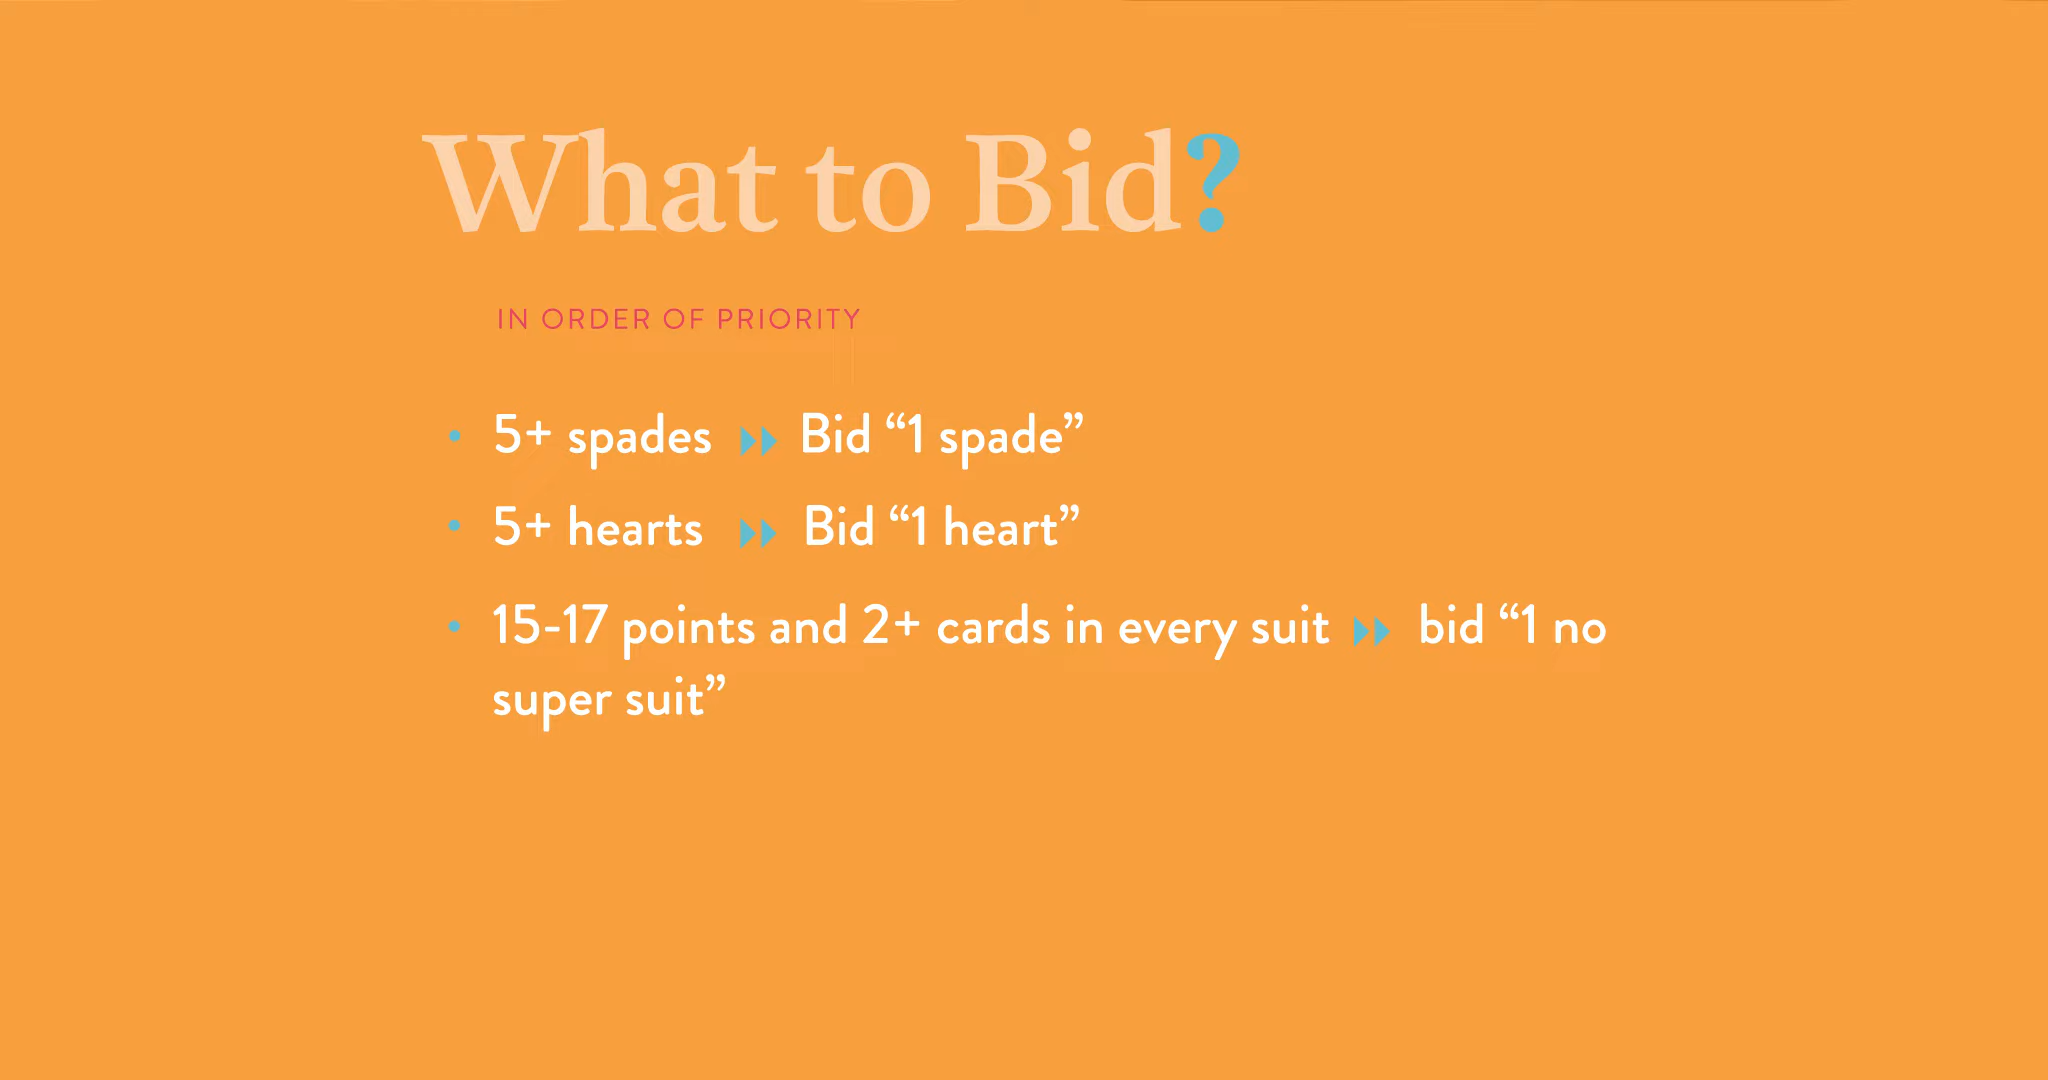 What to Bid?
IN ORDER OF PRIORITY
• 5+ spades Bid “1 spade”
• 5+ hearts Bid “1 heart”
• 15-17 points and 2+ cards in every suit bid “1 no
super suit”